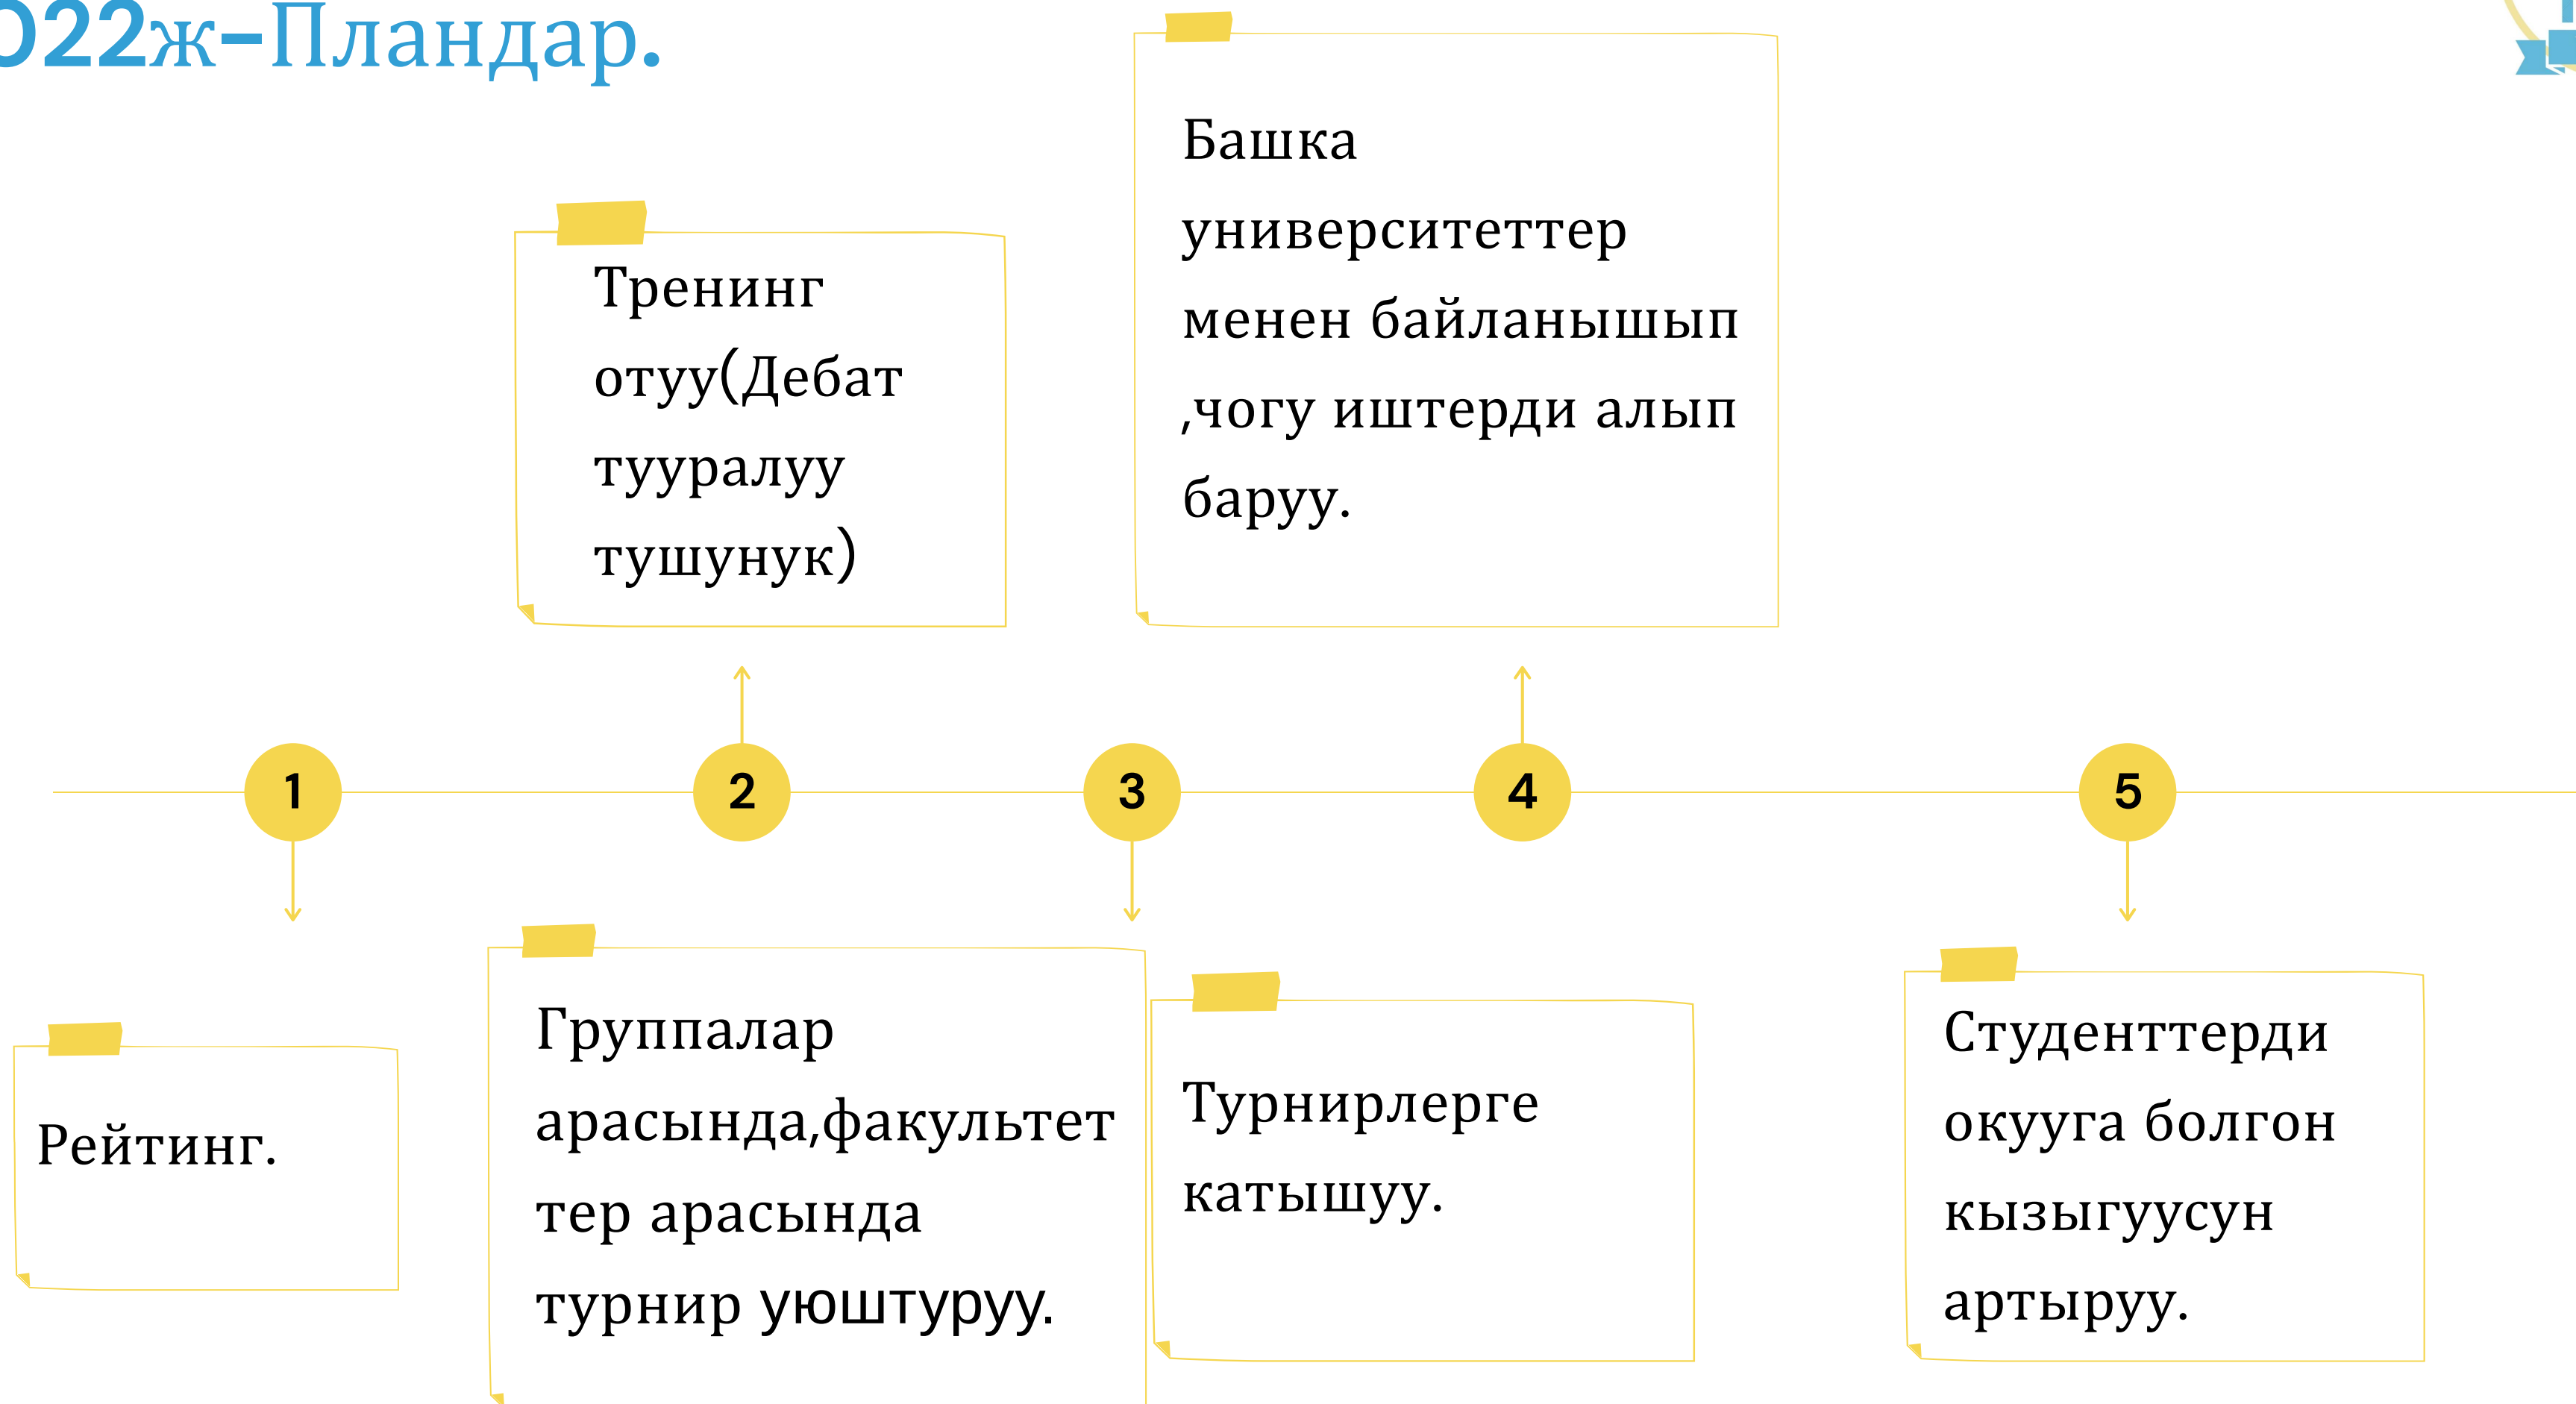 022ж-Пландар.
Башка
университеттер
менен байланышып
,чогу иштерди алып
баруу.
Тренинг
отуу(Дебат
тууралуу
тушунук)
1
2
3
4
5
Рейтинг.
Группалар
арасында,факультет
тер арасында
турнир уюштуруу.
Турнирлерге
катышуу.
Студенттерди
окууга болгон
кызыгуусун
артыруу.